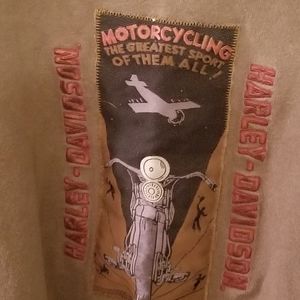 MOTORCYCLING
THE GREATEST SPORT
OF THEM ALL!
HARLEY-DAVIDSON
HARLEY-DAVIDSON